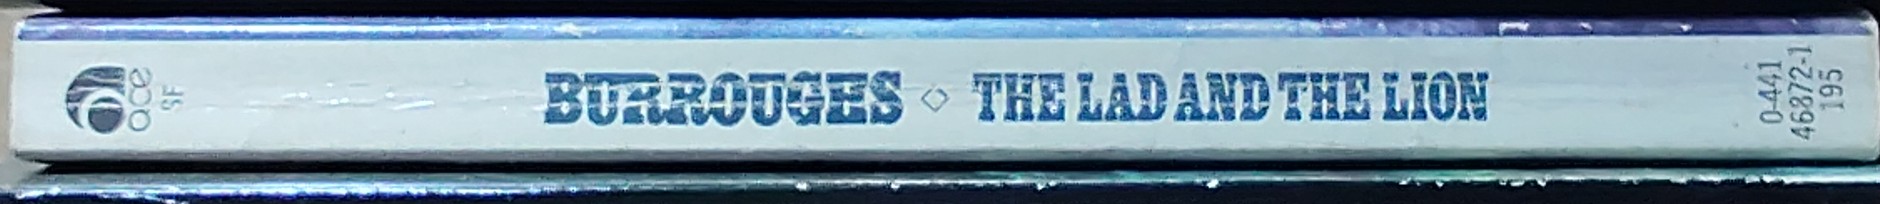 ace
SF
BURROUGHS ◇ THE LAD AND THE LION
0-441
46872-1
195